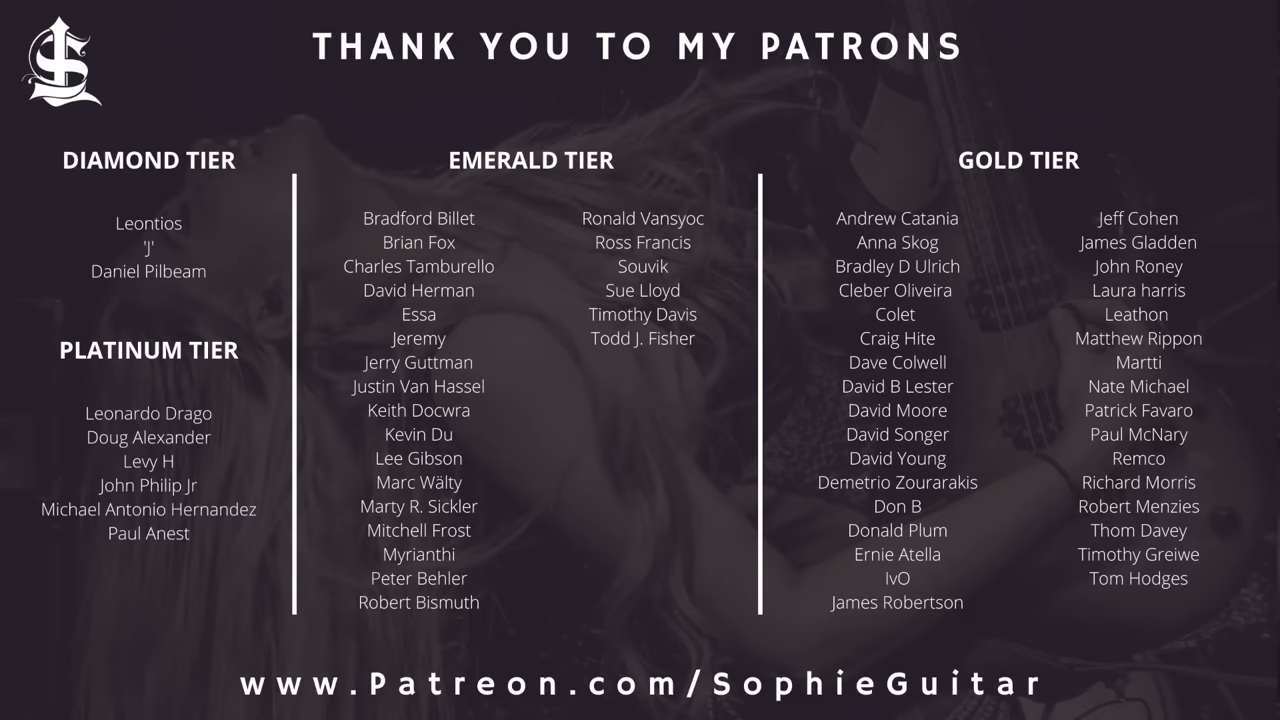 THANK YOU TO MY PATRONS
DIAMOND TIER
Leontios
'J'
Daniel Pilbeam
PLATINUM TIER
Leonardo Drago
Doug Alexander
Levy H
John Philip Jr
Michael Antonio Hernandez
Paul Anest
EMERALD TIER
Bradford Billet
Brian Fox
Charles Tamburello
David Herman
Essa
Jeremy
Jerry Guttman
Justin Van Hassel
Keith Docwra
Kevin Du
Lee Gibson
Marc Wälty
Marty R. Sickler
Mitchell Frost
Myrianthi
Peter Behler
Robert Bismuth
Ronald Vansyoc
Ross Francis
Souvik
Sue Lloyd
Timothy Davis
Todd J. Fisher
GOLD TIER
Andrew Catania
Anna Skog
Bradley D Ulrich
Cleber Oliveira
Colet
Craig Hite
Dave Colwell
David B Lester
David Moore
David Songer
David Young
Demetrio Zourarakis
Don B
Donald Plum
Ernie Atella
IvO
James Robertson
Jeff Cohen
James Gladden
John Roney
Laura harris
Leathon
Matthew Rippon
Martti
Nate Michael
Patrick Favaro
Paul McNary
Remco
Richard Morris
Robert Menzies
Thom Davey
Timothy Greiwe
Tom Hodges
www.Patreon.com/SophieGuitar